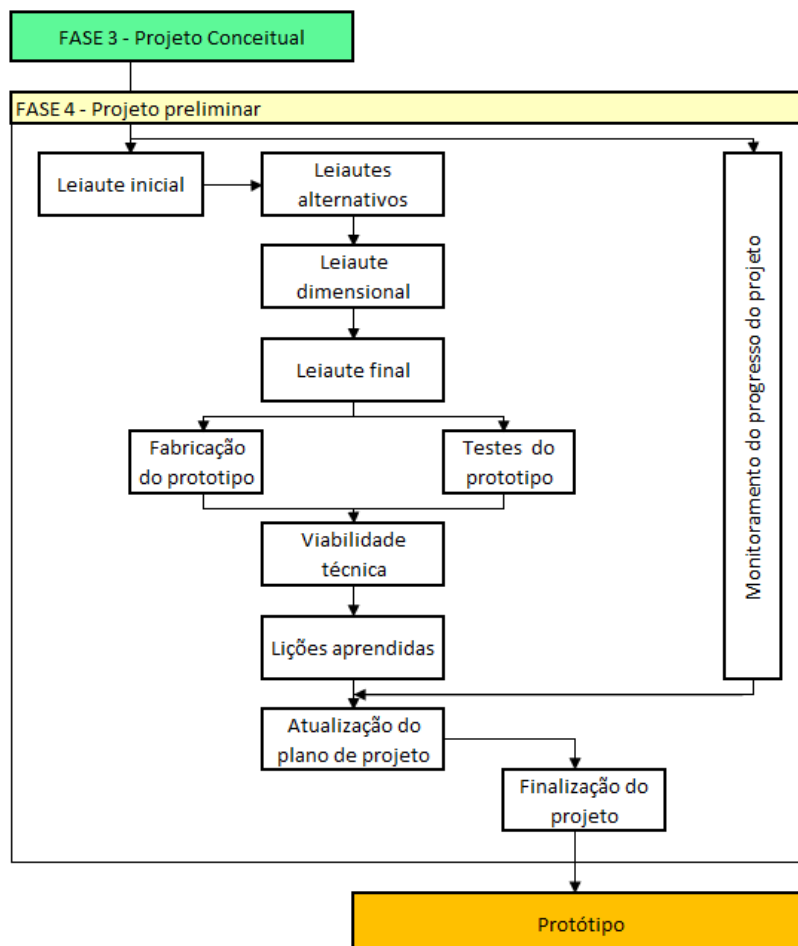 FASE 3 - Projeto Conceitual
FASE 4 - Projeto preliminar
Leiaute inicial
Leiautes
alternativos
Leiaute
dimensional
Leiaute final
Fabricação
do prototipo
Testes do
prototipo
Viabilidade
técnica
Lições aprendidas
Monitoramento do progresso do projeto
Atualização do
plano de projeto
Finalização do
projeto
Protótipo